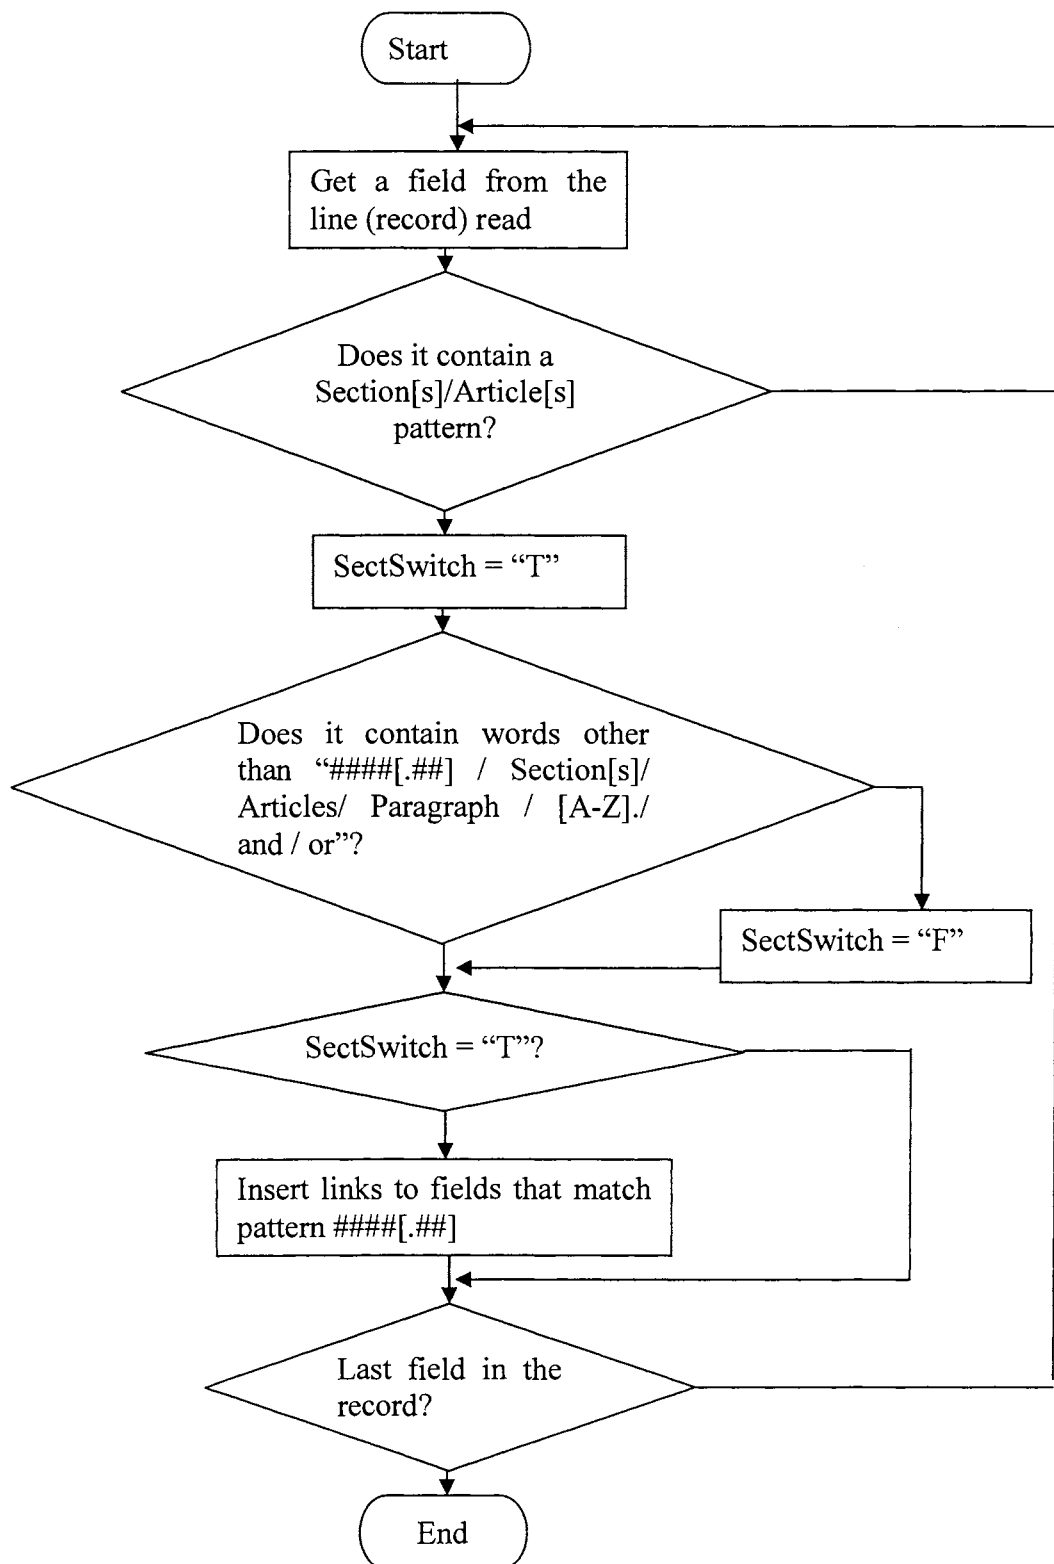 Start
Get a field from the
line (record) read
Does it contain a
Section[s]/Article[s]
pattern?
SectSwitch = “T”
Does it contain words other
than “####[.##] / Section[s]/
Articles/ Paragraph / [A-Z]./
and / or”?
SectSwitch = “F”
SectSwitch = “T”?
Insert links to fields that match
pattern ####[.##]
Last field in the
record?
End